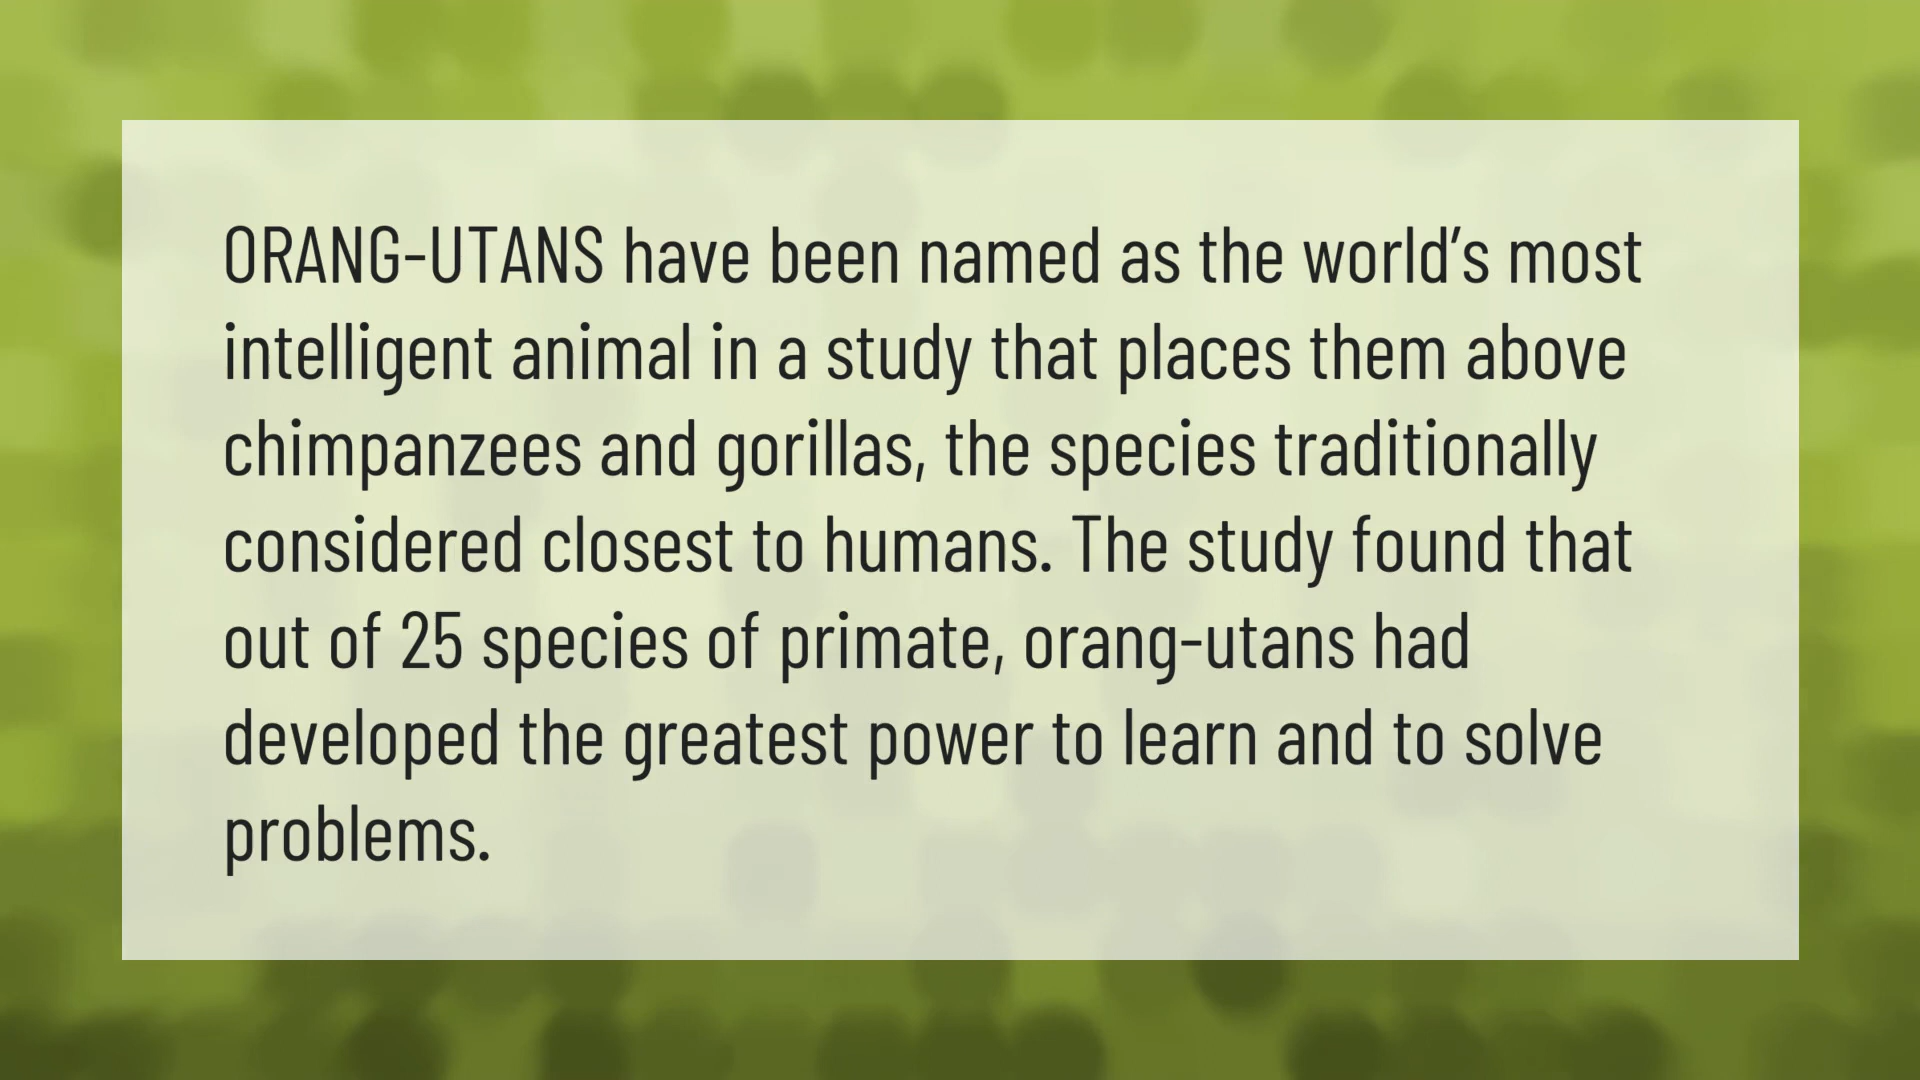 ORANG-UTANS have been named as the world’s most
intelligent animal in a study that places them above
chimpanzees and gorillas, the species traditionally
considered closest to humans. The study found that
out of 25 species of primate, orang-utans had
developed the greatest power to learn and to solve
problems.